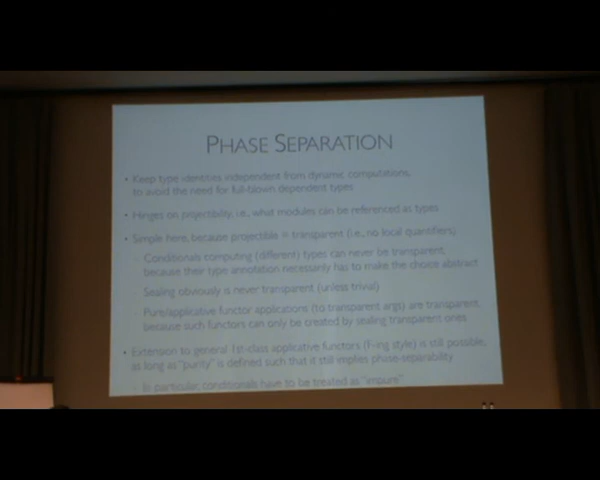 PHASE SEPARATION
• Keep type identities independent from dynamic computations,
to avoid the need for full-blown dependent types
• Hinges on projectibility, i.e., what modules can be referenced as types
• Simple here, because projectible = transparent (i.e., no local quantifiers)
- Conditionals computing (different) types can never be transparent,
because their type annotation necessarily has to make the choice abstract
- Sealing obviously is never transparent (unless trivial)
- Pure/applicative functor applications (to transparent args) are transparent,
because such functors can only be created by sealing transparent ones
• Extension to general 1st-class applicative functors (F-ing style) is still possible,
as long as "purity" is defined such that it still implies phase-separability
- In particular, conditionals have to be treated as "impure"